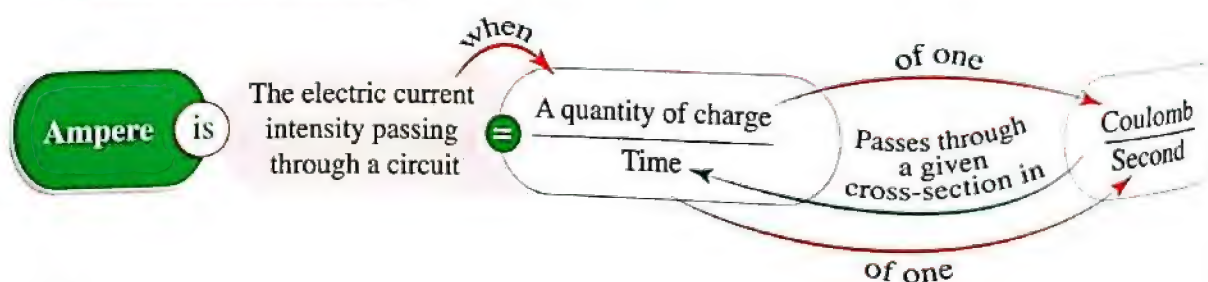 when
of one
Ampere
is
The electric current
intensity passing
through a circuit
=
A quantity of charge
Time
Passes through
a given
cross-section in
Coulomb
Second
of one